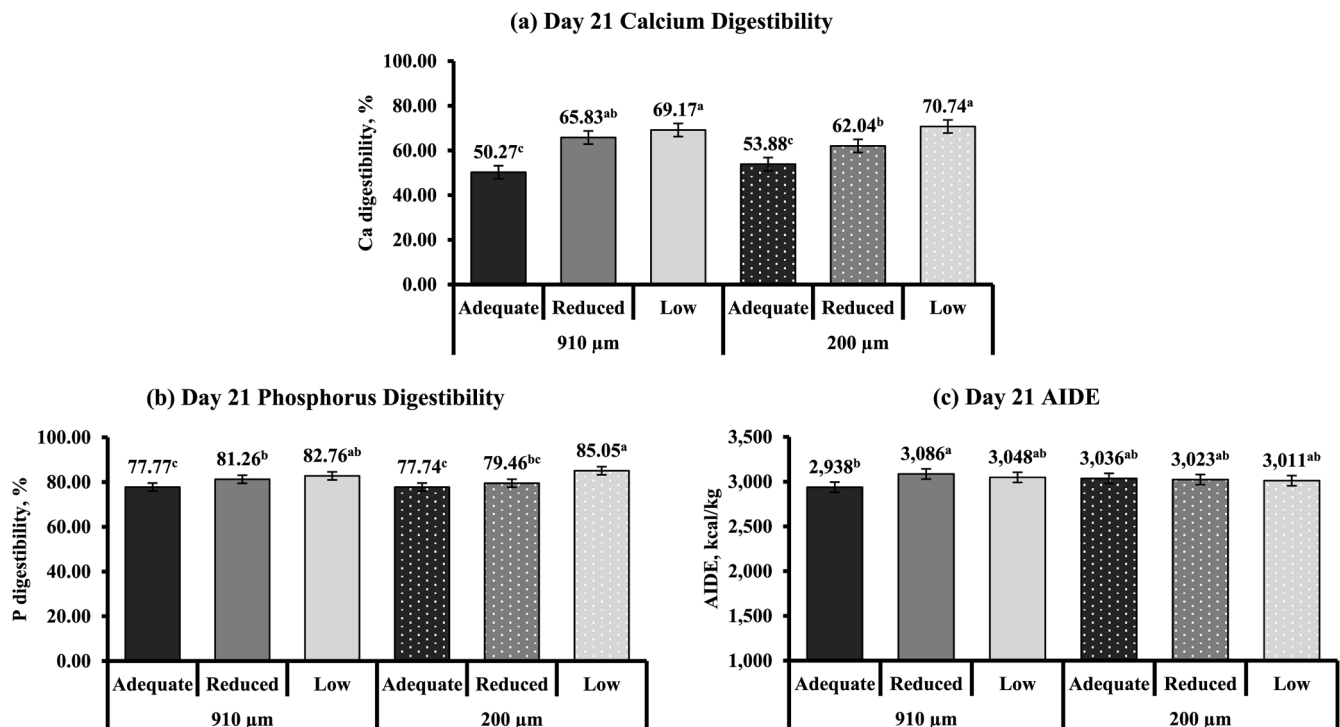 (a) Day 21 Calcium Digestibility
Ca digestibility, %
100.00
80.00
60.00
40.00
20.00
0.00
50.27ᶜ
65.83ᵃᵇ
69.17ᵃ
53.88ᶜ
62.04ᵇ
70.74ᵃ
Adequate Reduced Low Adequate Reduced Low
910 µm 200 µm
(b) Day 21 Phosphorus Digestibility
P digestibility, %
100.00
80.00
60.00
40.00
20.00
0.00
77.77ᶜ
81.26ᵇ
82.76ᵃᵇ
77.74ᶜ
79.46ᵇᶜ
85.05ᵃ
Adequate Reduced Low Adequate Reduced Low
910 µm 200 µm
(c) Day 21 AIDE
AIDE, kcal/kg
3,500
3,000
2,500
2,000
1,500
1,000
2,938ᵇ
3,086ᵃ
3,048ᵃᵇ
3,036ᵃᵇ
3,023ᵃᵇ
3,011ᵃᵇ
Adequate Reduced Low Adequate Reduced Low
910 µm 200 µm